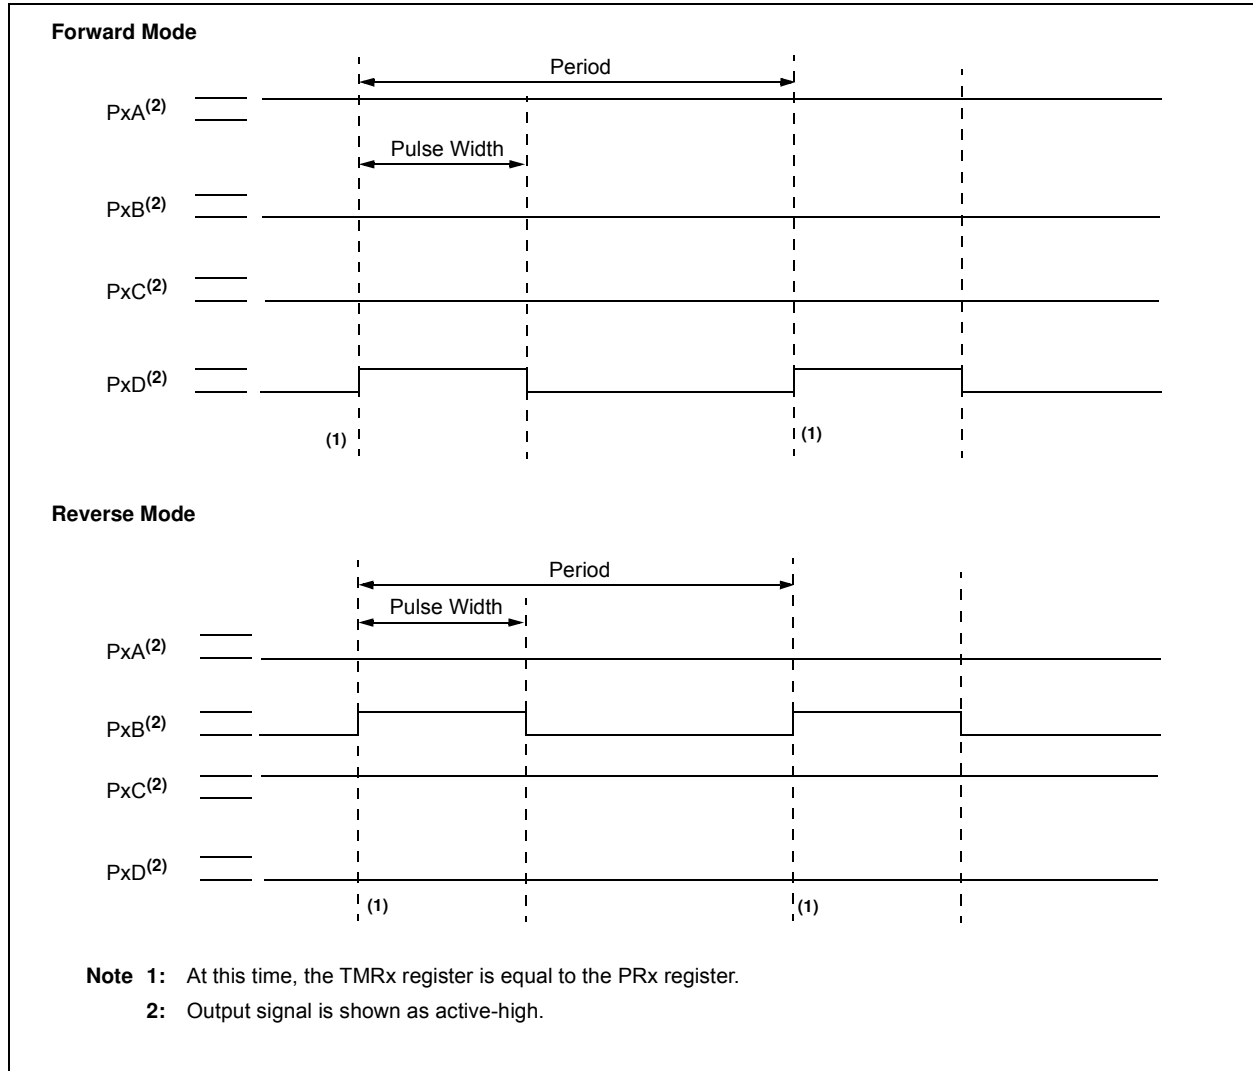 Forward Mode
Period
PxA(2)
Pulse Width
PxB(2)
PxC(2)
PxD(2)
(1)
(1)
Reverse Mode
Period
Pulse Width
PxA(2)
PxB(2)
PxC(2)
PxD(2)
(1)
(1)
Note 1: At this time, the TMRx register is equal to the PRx register.
2: Output signal is shown as active-high.